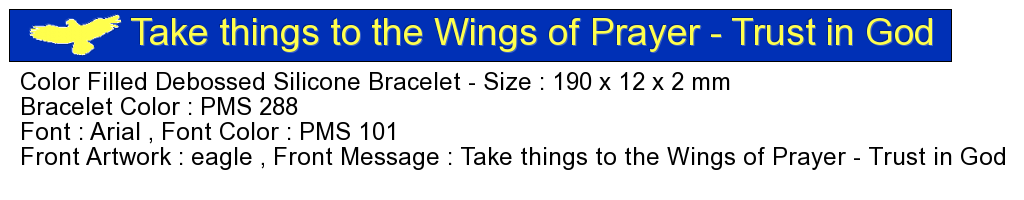 Take things to the Wings of Prayer - Trust in God
Color Filled Debossed Silicone Bracelet - Size : 190 x 12 x 2 mm
Bracelet Color : PMS 288
Font : Arial , Font Color : PMS 101
Front Artwork : eagle , Front Message : Take things to the Wings of Prayer - Trust in God